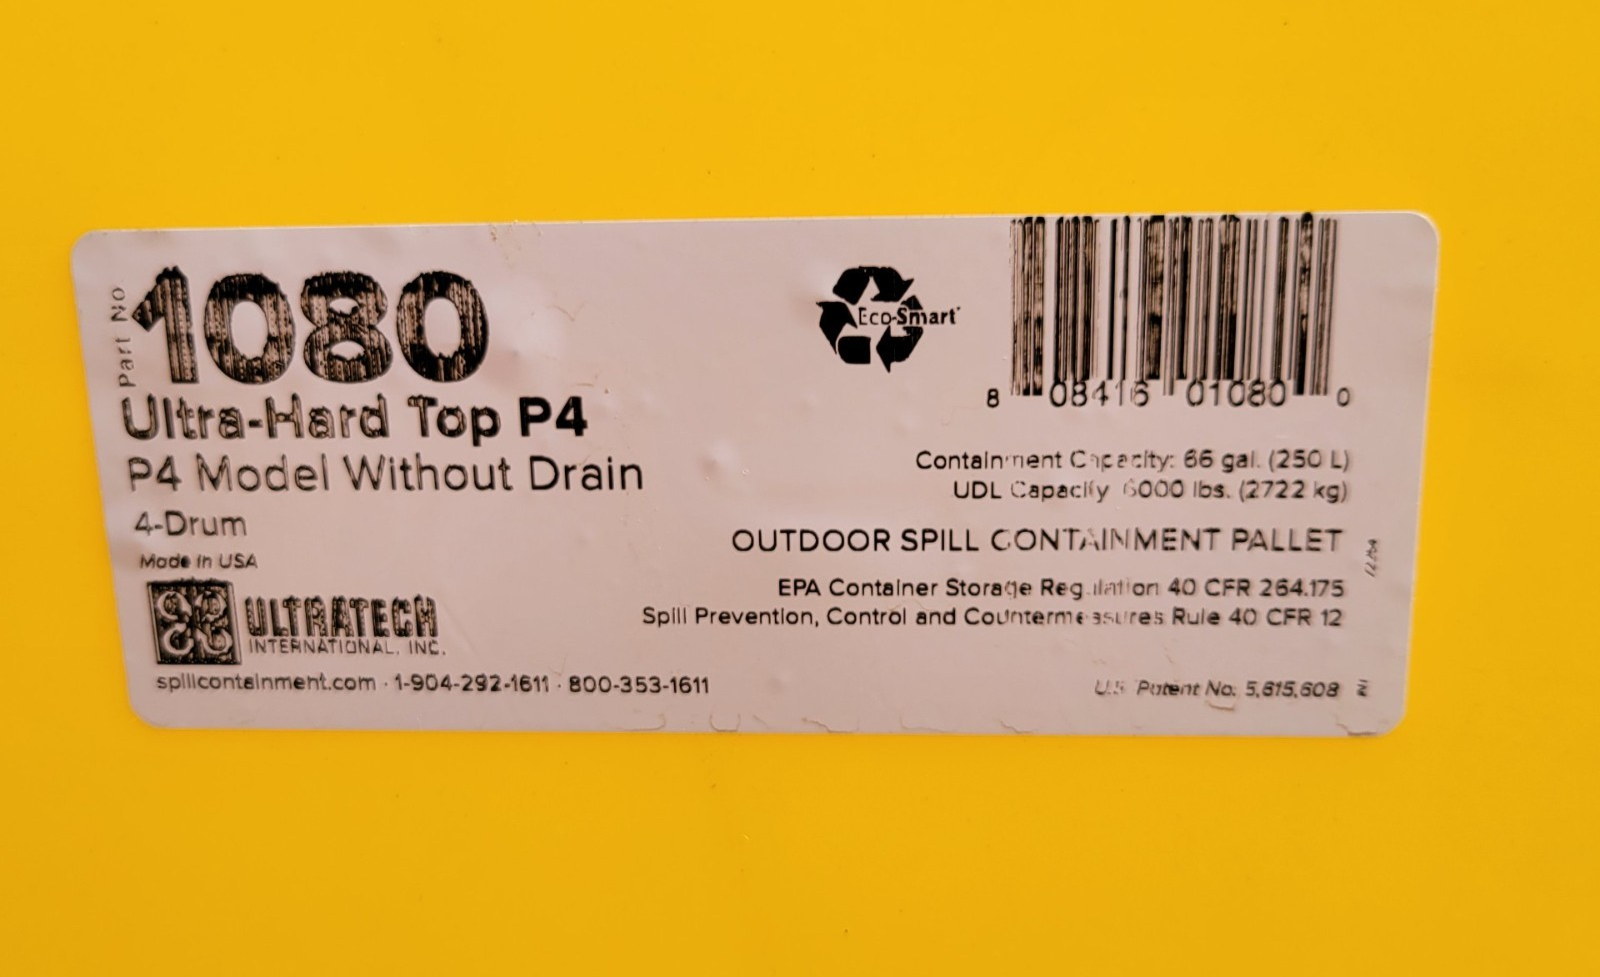 Part No
1080
Ultra-Hard Top P4
P4 Model Without Drain
4-Drum
Made in USA
ULTRATECH
INTERNATIONAL, INC.
spillcontainment.com · 1-904-292-1611 · 800-353-1611
Eco-Smart
8 08416 01080 0
Containment Capacity: 66 gal. (250 L)
UDL Capacity 6000 lbs. (2722 kg)
OUTDOOR SPILL CONTAINMENT PALLET
EPA Container Storage Regulation 40 CFR 264.175
Spill Prevention, Control and Countermeasures Rule 40 CFR 12
U.S. Patent No. 5,615,608